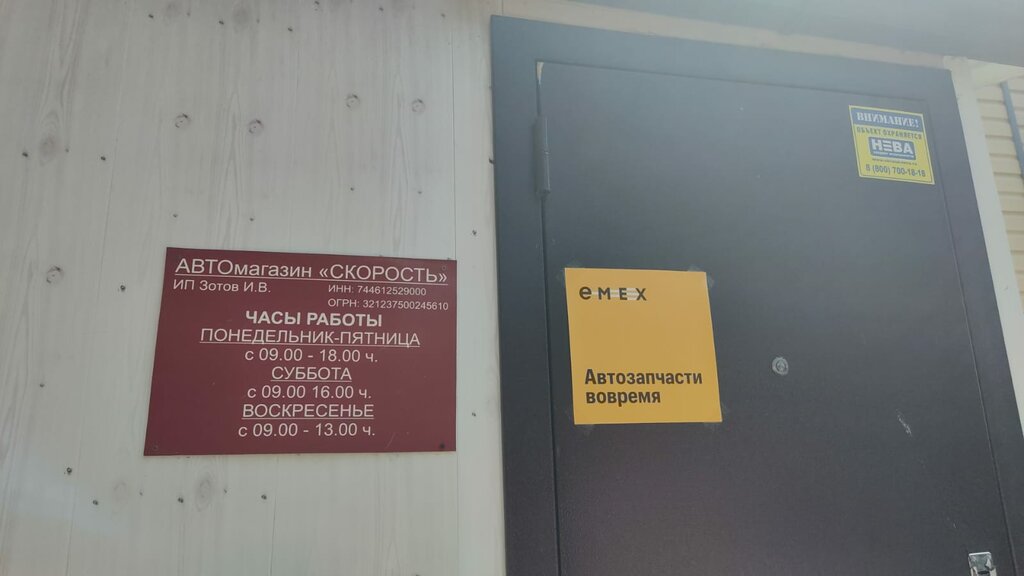 АВТОмагазин «СКОРОСТЬ»
ИП Зотов И.В.
ИНН: 744612529000
ОГРН: 321237500245610
ЧАСЫ РАБОТЫ
ПОНЕДЕЛЬНИК-ПЯТНИЦА
с 09.00 - 18.00 ч.
СУББОТА
с 09.00 16.00 ч.
ВОСКРЕСЕНЬЕ
с 09.00 - 13.00 ч.
емех
Автозапчасти
вовремя
ВНИМАНИЕ!
ОБЪЕКТ ОХРАНЯЕТСЯ
НЕВА
8 (800) 700-18-18